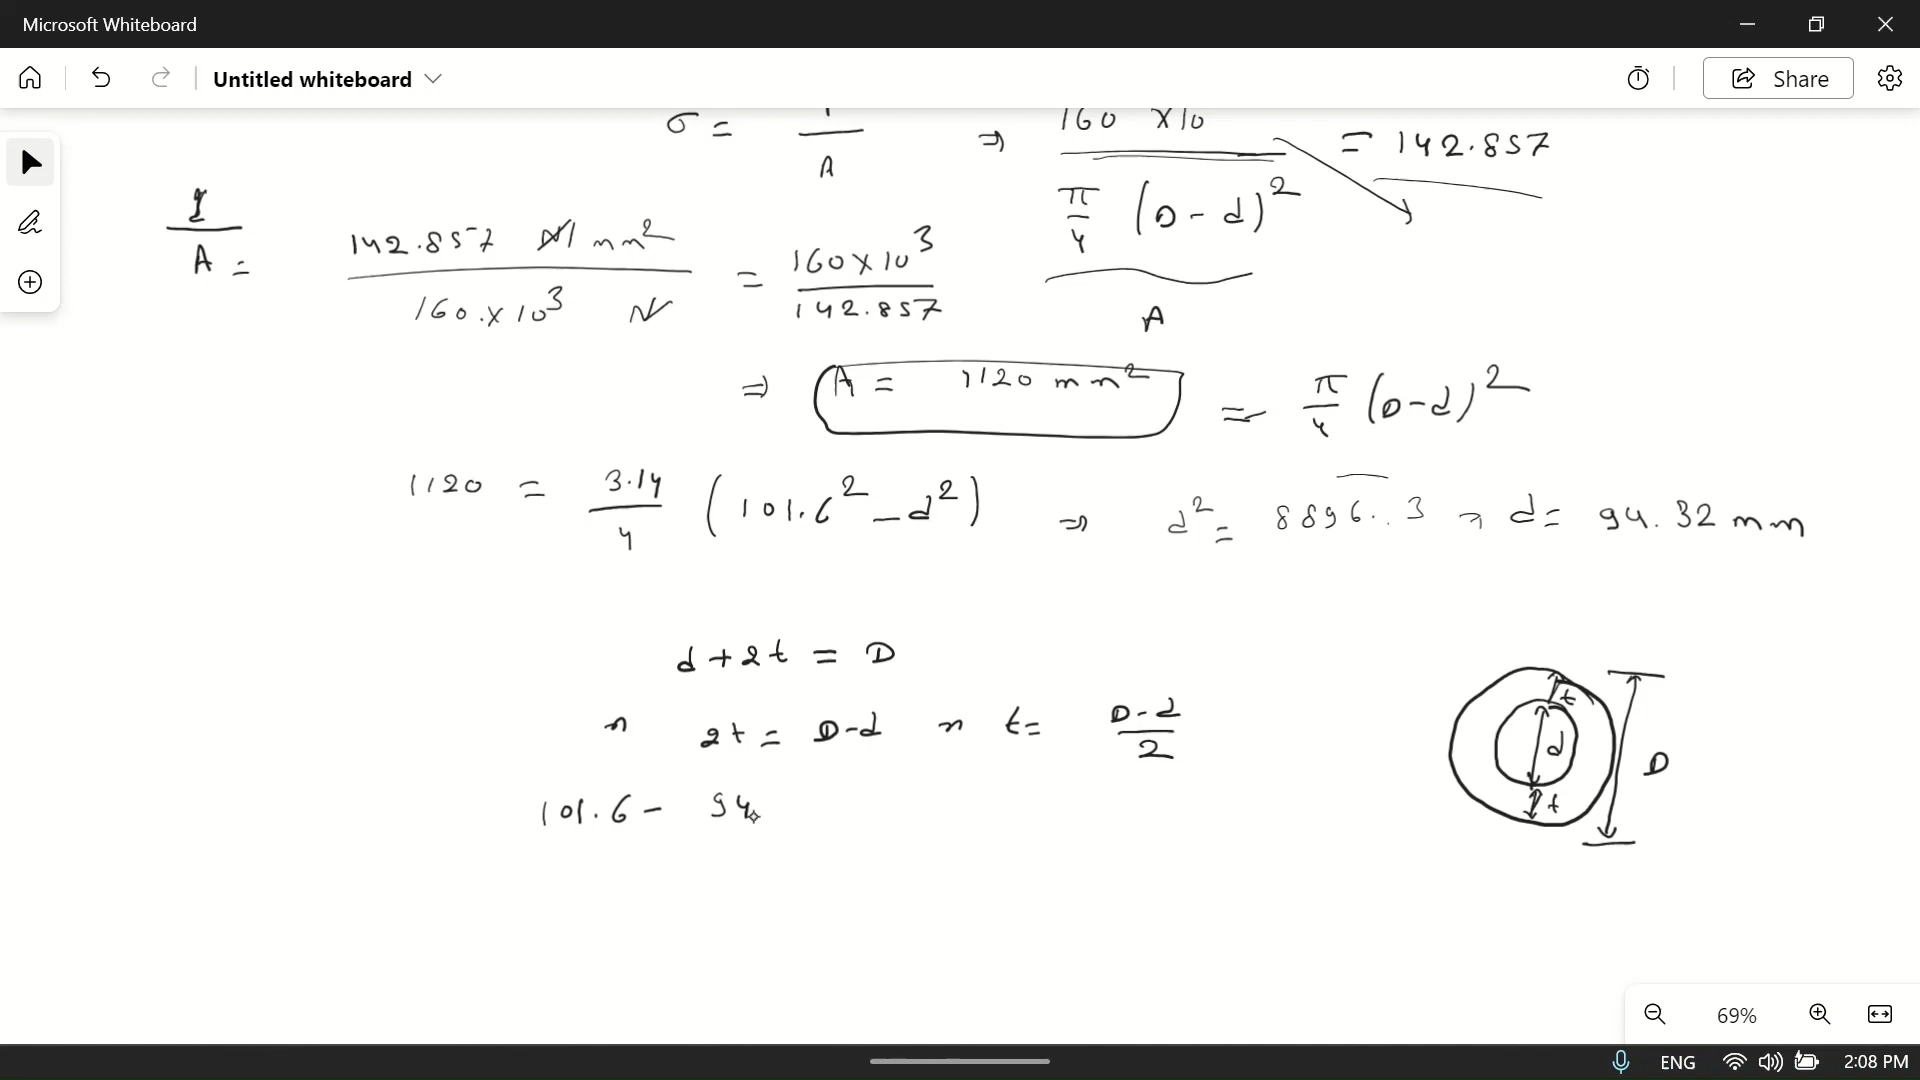 Microsoft Whiteboard
Untitled whiteboard
Share
σ = / A ⇒ 160 X10 / π/4 (D-d)² = 142.857
A
1/A = 142.857 N/mm² / 160.X10³ N = 160X10³ / 142.857
⇒ A = 1120 mm² = π/4 (D-d)²
1120 = 3.14/4 (101.6² - d²) ⇒ d² = 8896..3 ⇒ d = 94.32 mm
d+2t = D
2t = D-d t = D-d/2
101.6 - 94
t
d
t
D
69%
ENG
2:08 PM